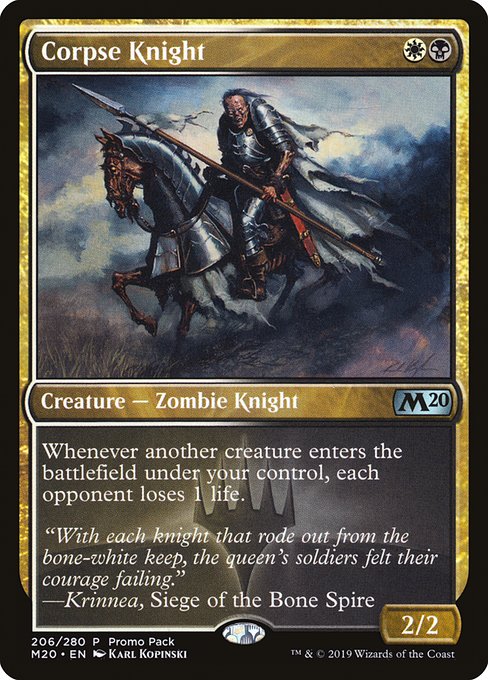 Corpse Knight
Creature — Zombie Knight
M20
Whenever another creature enters the
battlefield under your control, each
opponent loses 1 life.
“With each knight that rode out from the
bone-white keep, the queen’s soldiers felt their
courage failing.”
—Krinnea, Siege of the Bone Spire
2/2
206/280 P Promo Pack
M20 • EN Karl Kopinski
™ & © 2019 Wizards of the Coast